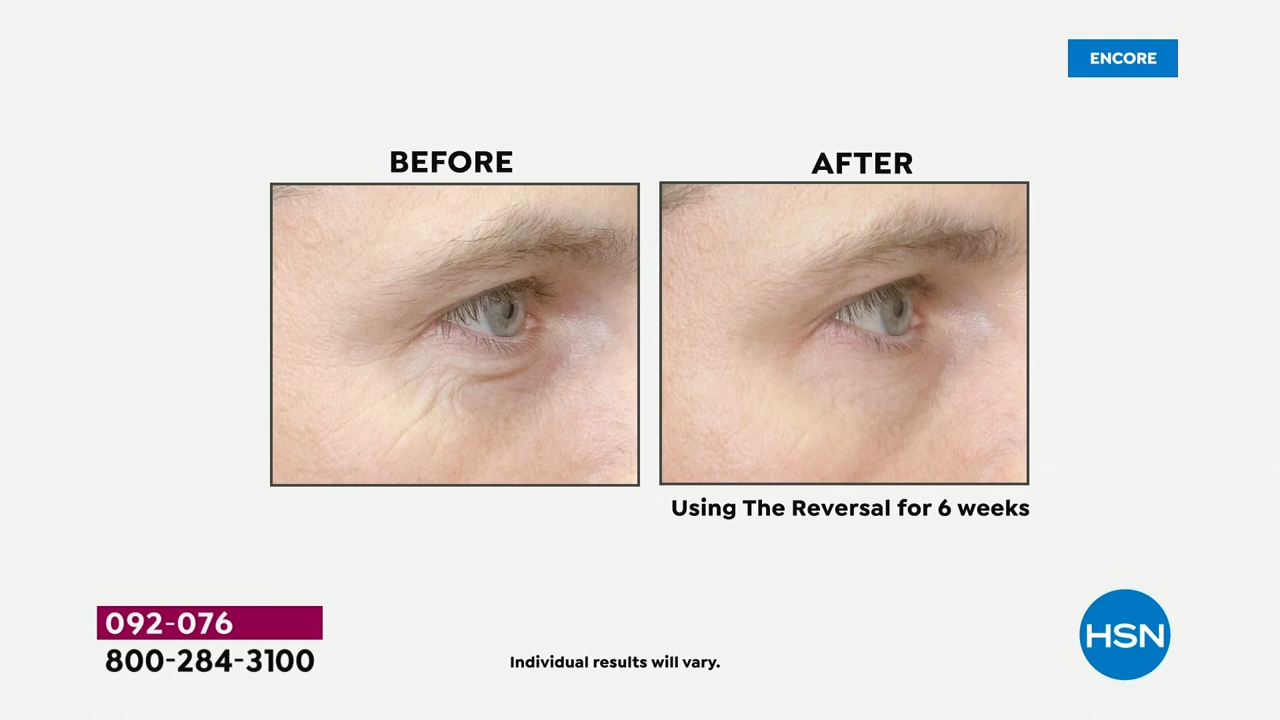 ENCORE
BEFORE
AFTER
Using The Reversal for 6 weeks
092-076
800-284-3100
Individual results will vary.
HSN